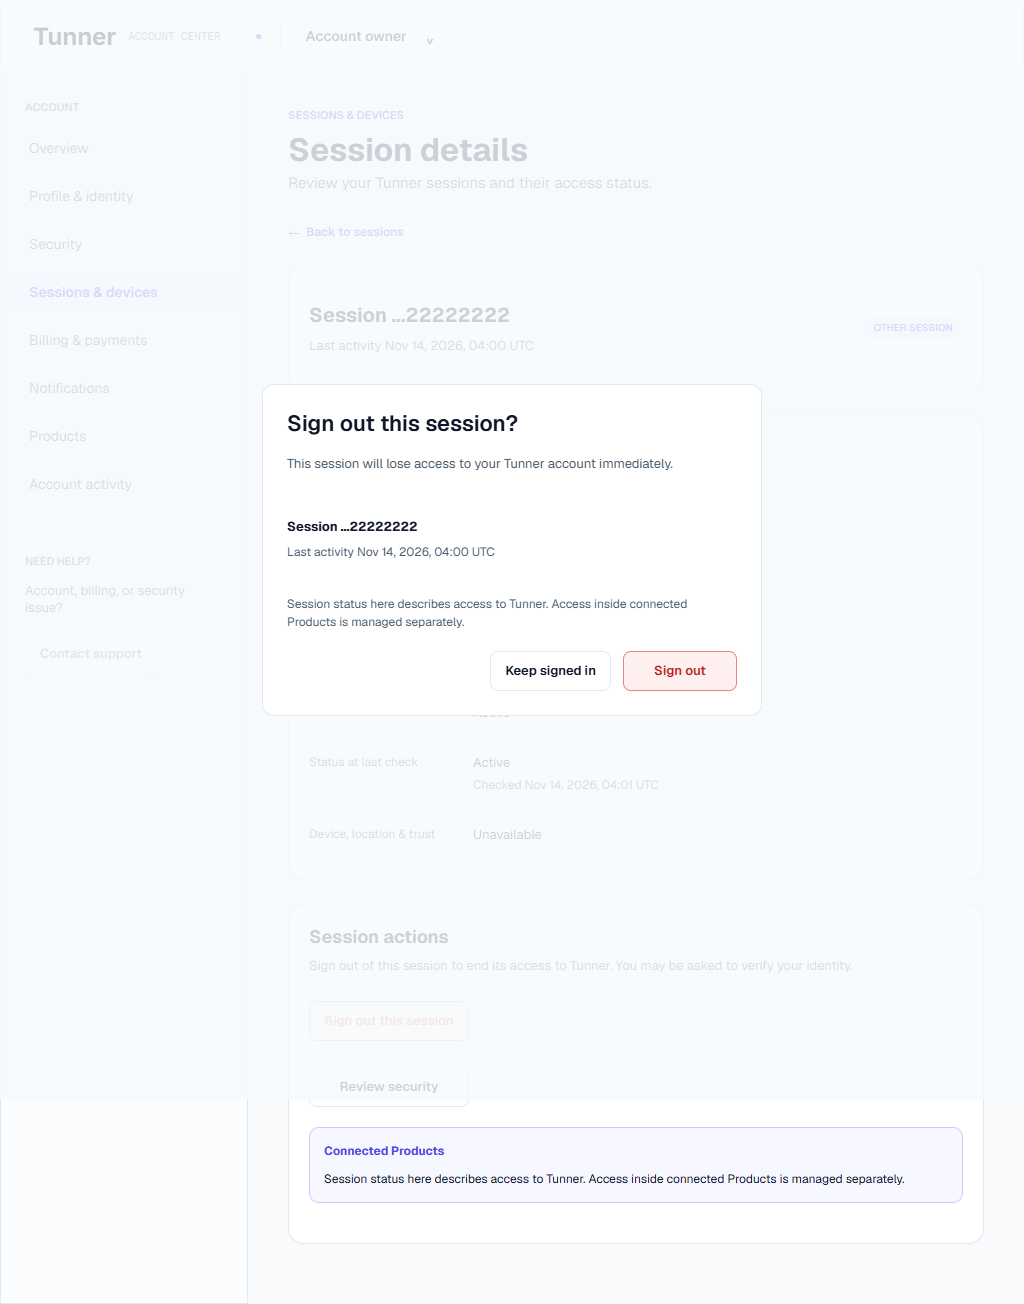 Tunner ACCOUNT CENTER
Account owner
ACCOUNT
Overview
Profile & identity
Security
Sessions & devices
Billing & payments
Notifications
Products
Account activity
NEED HELP?
Account, billing, or security
issue?
Contact support
SESSIONS & DEVICES
Session details
Review your Tunner sessions and their access status.
← Back to sessions
Session …22222222
Last activity Nov 14, 2026, 04:00 UTC
OTHER SESSION
Sign out this session?
This session will lose access to your Tunner account immediately.
Session …22222222
Last activity Nov 14, 2026, 04:00 UTC
Session status here describes access to Tunner. Access inside connected
Products is managed separately.
Keep signed in
Sign out
Status at last check
Active
Checked Nov 14, 2026, 04:01 UTC
Device, location & trust
Unavailable
Session actions
Sign out of this session to end its access to Tunner. You may be asked to verify your identity.
Sign out this session
Review security
Connected Products
Session status here describes access to Tunner. Access inside connected Products is managed separately.